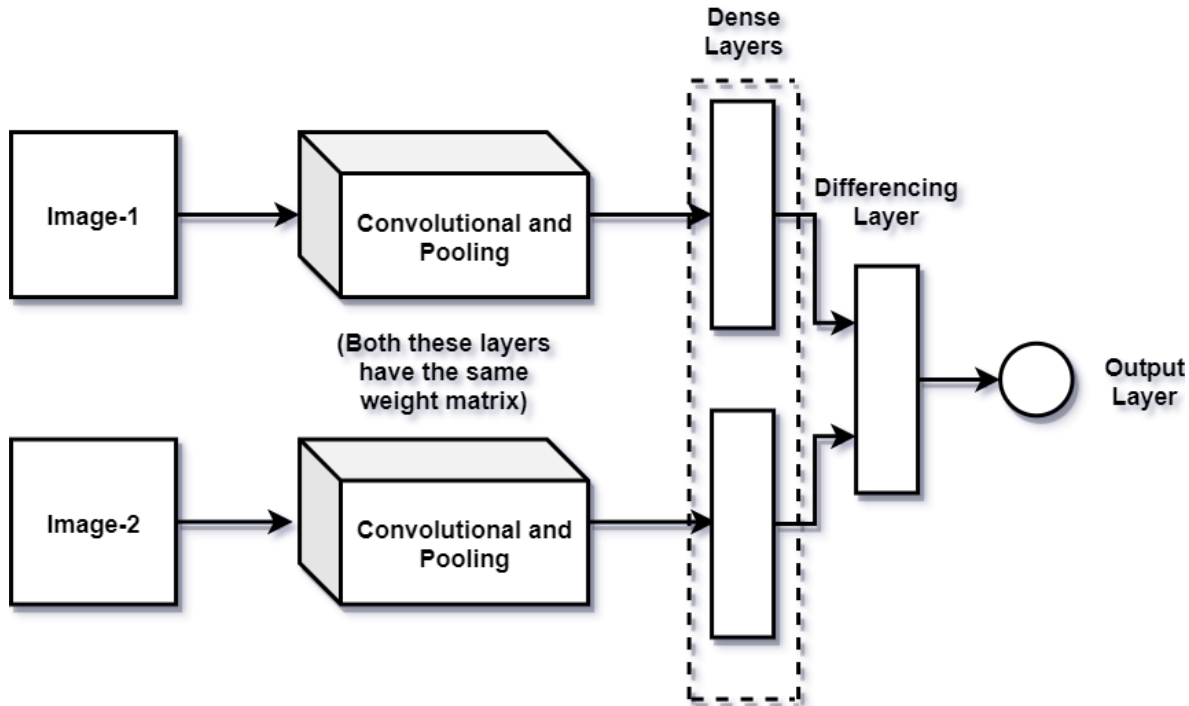 Dense
Layers
Image-1
Convolutional and
Pooling
Differencing
Layer
(Both these layers
have the same
weight matrix)
Output
Layer
Image-2
Convolutional and
Pooling